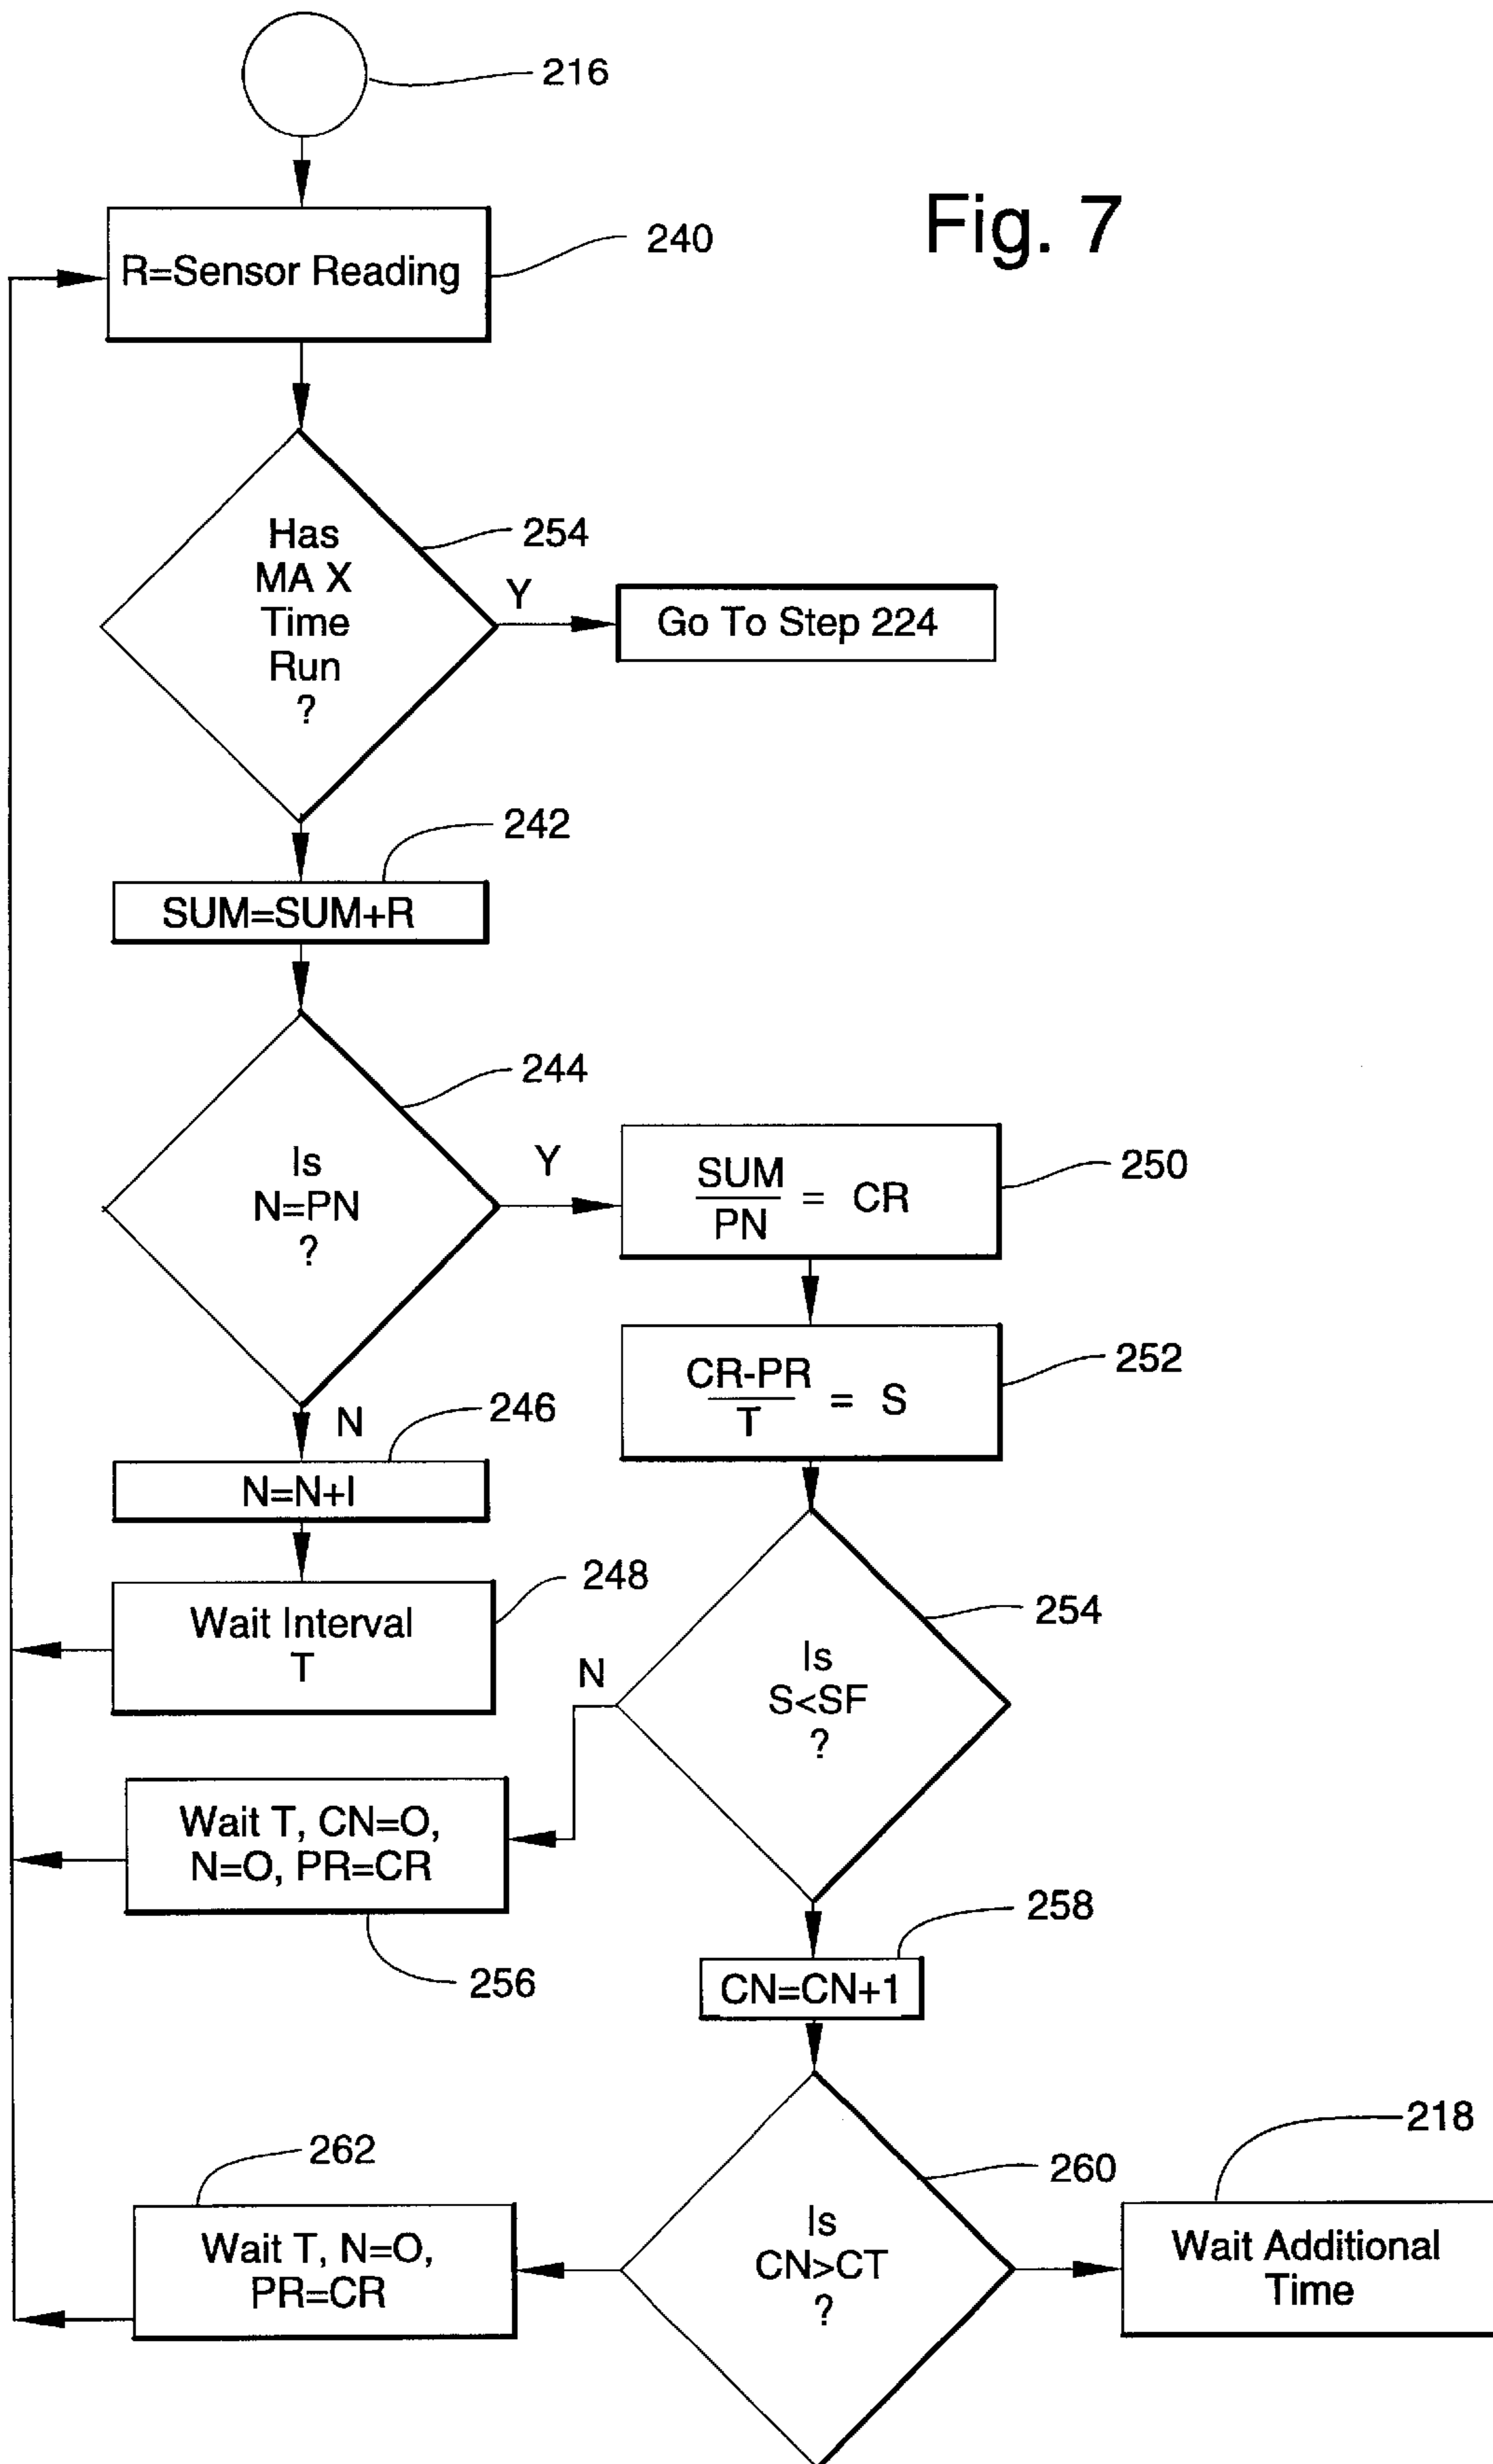 216
Fig. 7
240
R=Sensor Reading
254
Has
MA X
Time
Run
?
Y
Go To Step 224
242
SUM=SUM+R
244
Is
N=PN
?
Y
SUM
PN
= CR
250
CR-PR
T
= S
252
N
246
N=N+I
248
Wait Interval
T
254
Is
S<SF
?
N
Wait T, CN=O,
N=O, PR=CR
256
258
CN=CN+1
262
Wait T, N=O,
PR=CR
260
Is
CN>CT
?
218
Wait Additional
Time